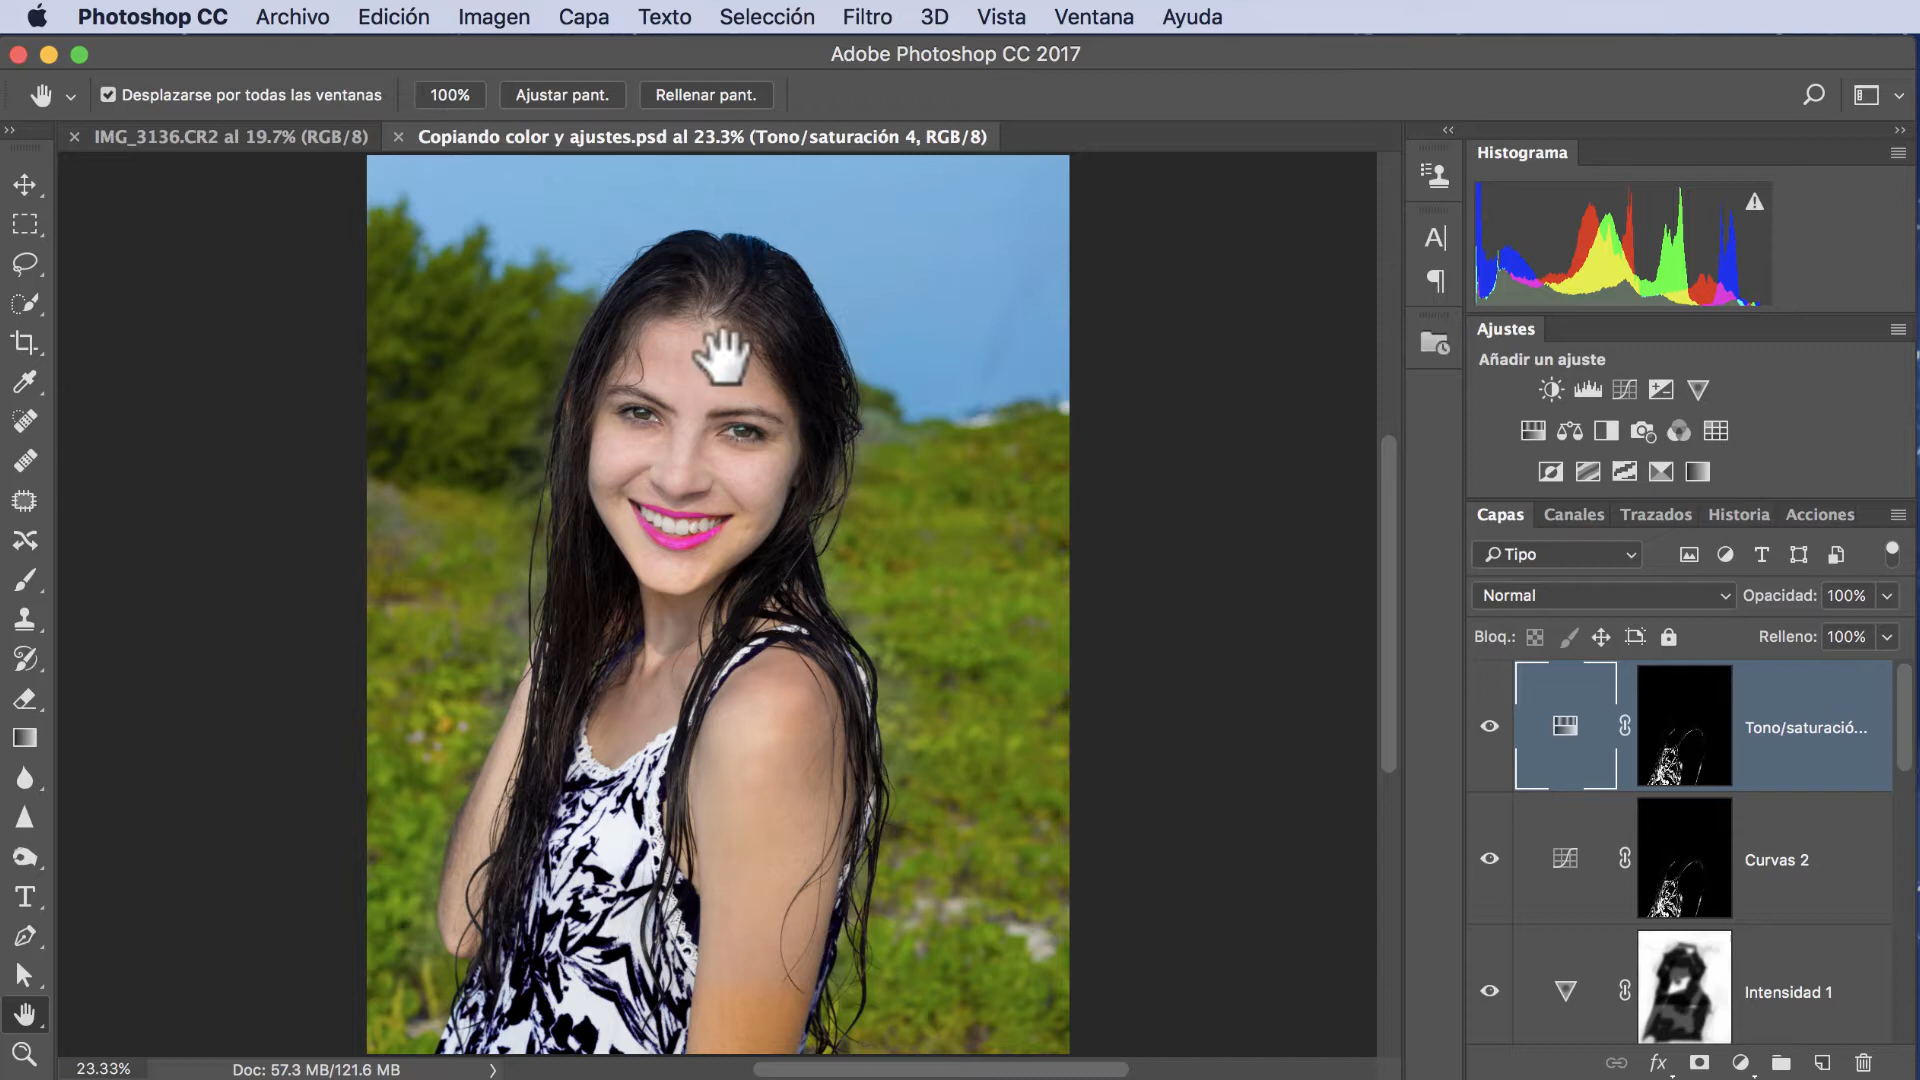 Photoshop CC Archivo Edición Imagen Capa Texto Selección Filtro 3D Vista Ventana Ayuda
Adobe Photoshop CC 2017
Desplazarse por todas las ventanas 100% Ajustar pant. Rellenar pant.
IMG_3136.CR2 al 19.7% (RGB/8) Copiando color y ajustes.psd al 23.3% (Tono/saturación 4, RGB/8)
Histograma
Ajustes
Añadir un ajuste
Capas Canales Trazados Historia Acciones
Tipo
Normal Opacidad: 100%
Bloq.: Relleno: 100%
Tono/saturació...
Curvas 2
Intensidad 1
fx
23.33% Doc: 57.3 MB/121.6 MB